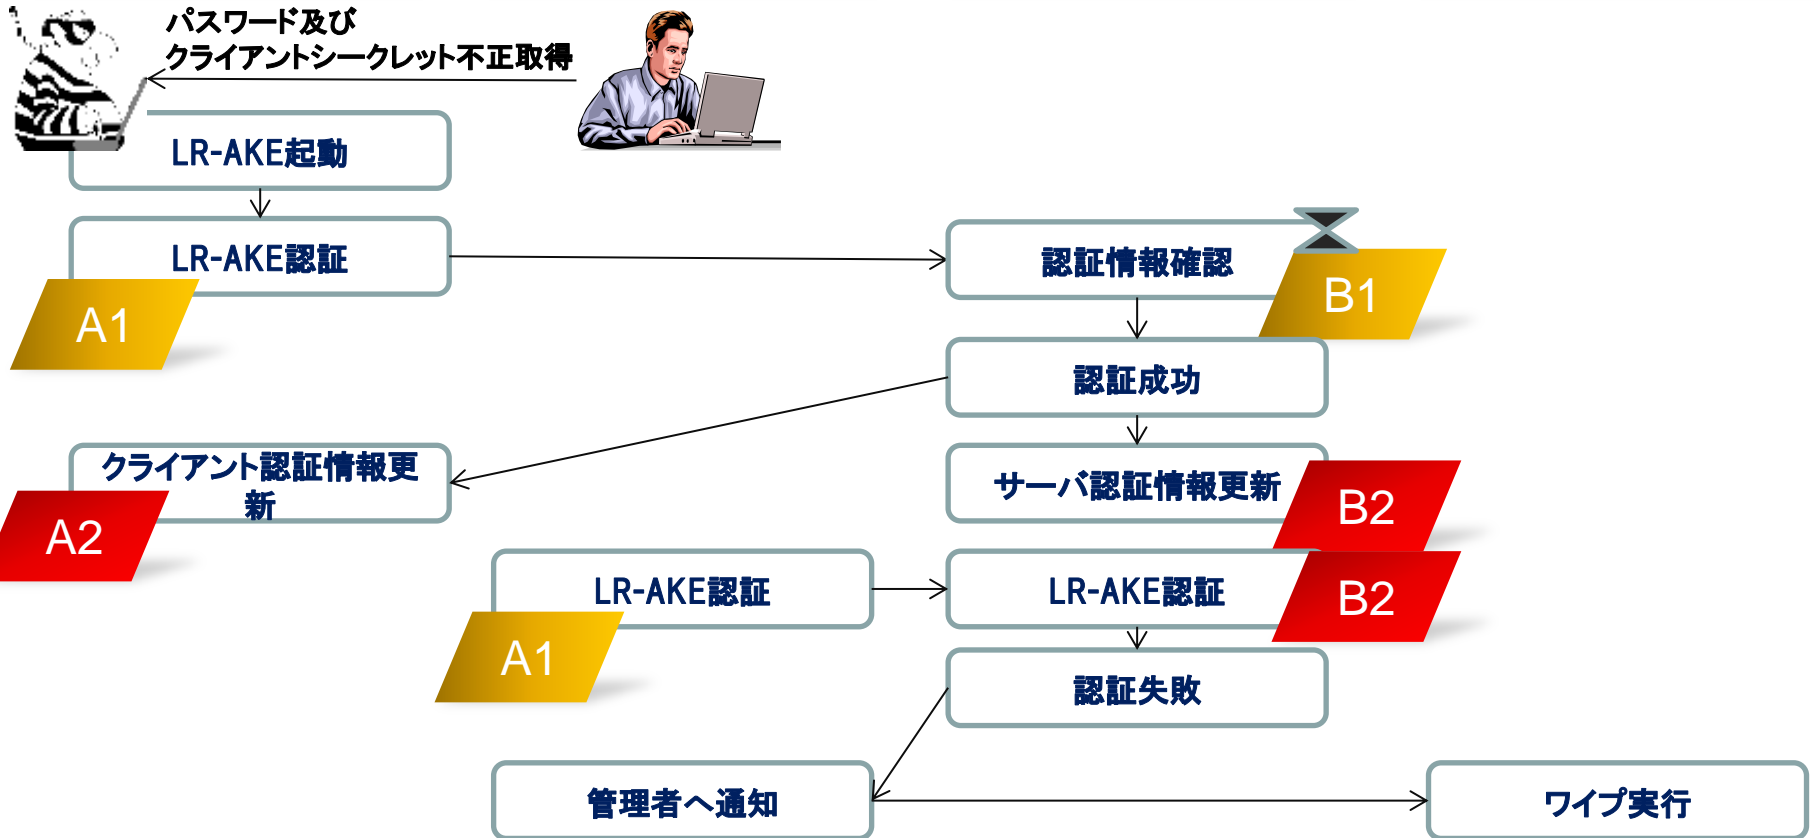 パスワード及び
クライアントシークレット不正取得
LR-AKE起動
LR-AKE認証
認証情報確認
A1
B1
認証成功
クライアント認証情報更
新
サーバ認証情報更新
A2
B2
LR-AKE認証
LR-AKE認証
B2
A1
認証失敗
管理者へ通知
ワイプ実行